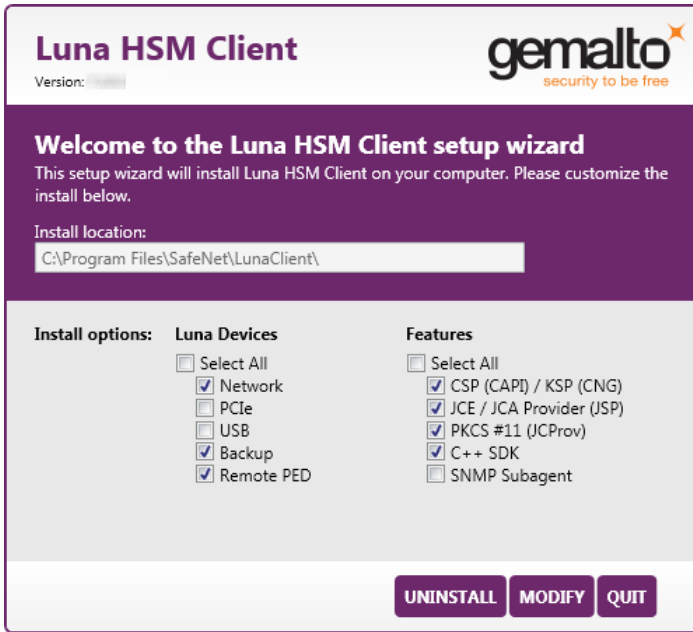 Luna HSM Client
Version:
gemalto
security to be free
Welcome to the Luna HSM Client setup wizard
This setup wizard will install Luna HSM Client on your computer. Please customize the
install below.
Install location:
C:\Program Files\SafeNet\LunaClient\
Install options:
Luna Devices
Select All
Network
PCIe
USB
Backup
Remote PED
Features
Select All
CSP (CAPI) / KSP (CNG)
JCE / JCA Provider (JSP)
PKCS #11 (JCProv)
C++ SDK
SNMP Subagent
UNINSTALL
MODIFY
QUIT